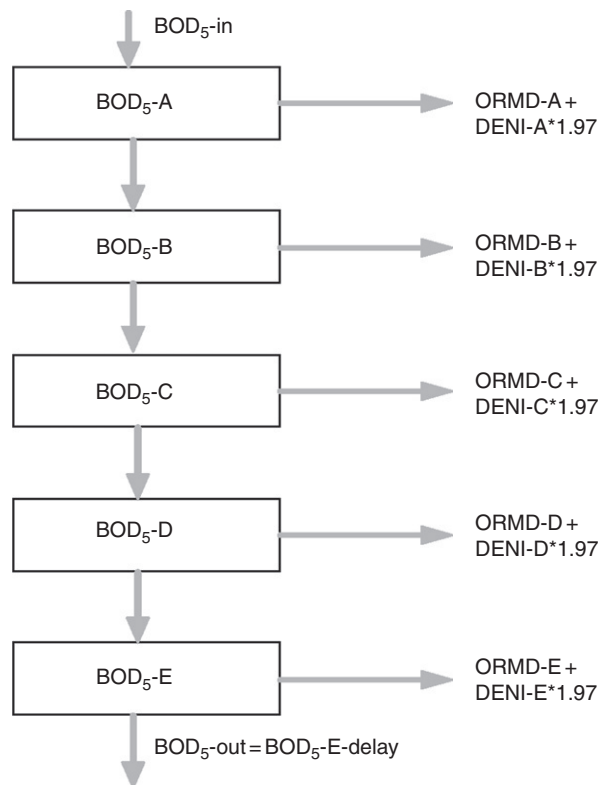 BOD₅-in
BOD₅-A
ORMD-A +
DENI-A*1.97
BOD₅-B
ORMD-B +
DENI-B*1.97
BOD₅-C
ORMD-C +
DENI-C*1.97
BOD₅-D
ORMD-D +
DENI-D*1.97
BOD₅-E
ORMD-E +
DENI-E*1.97
BOD₅-out = BOD₅-E-delay